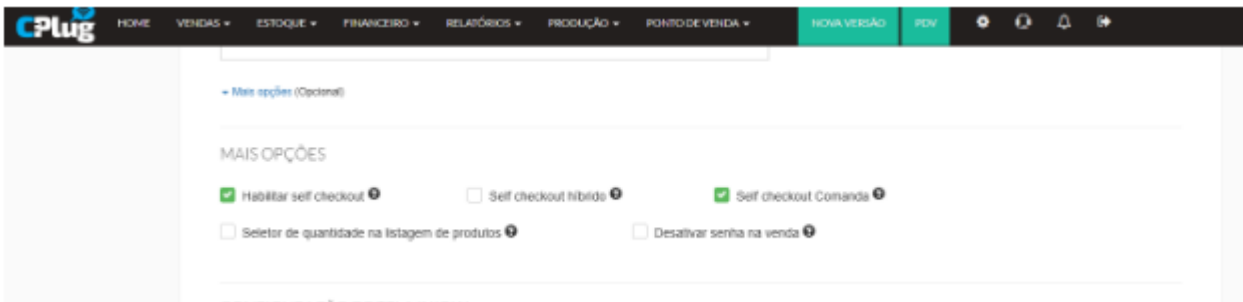 CPlug HOME VENDAS ESTOQUE FINANCEIRO RELATÓRIOS PRODUÇÃO PONTO DE VENDA NOVA VERSÃO PDV
Mais opções (Opcional)
MAIS OPÇÕES
Habilitar self checkout Self checkout híbrido Self checkout Comanda
Seletor de quantidade na listagem de produtos Desativar senha na venda